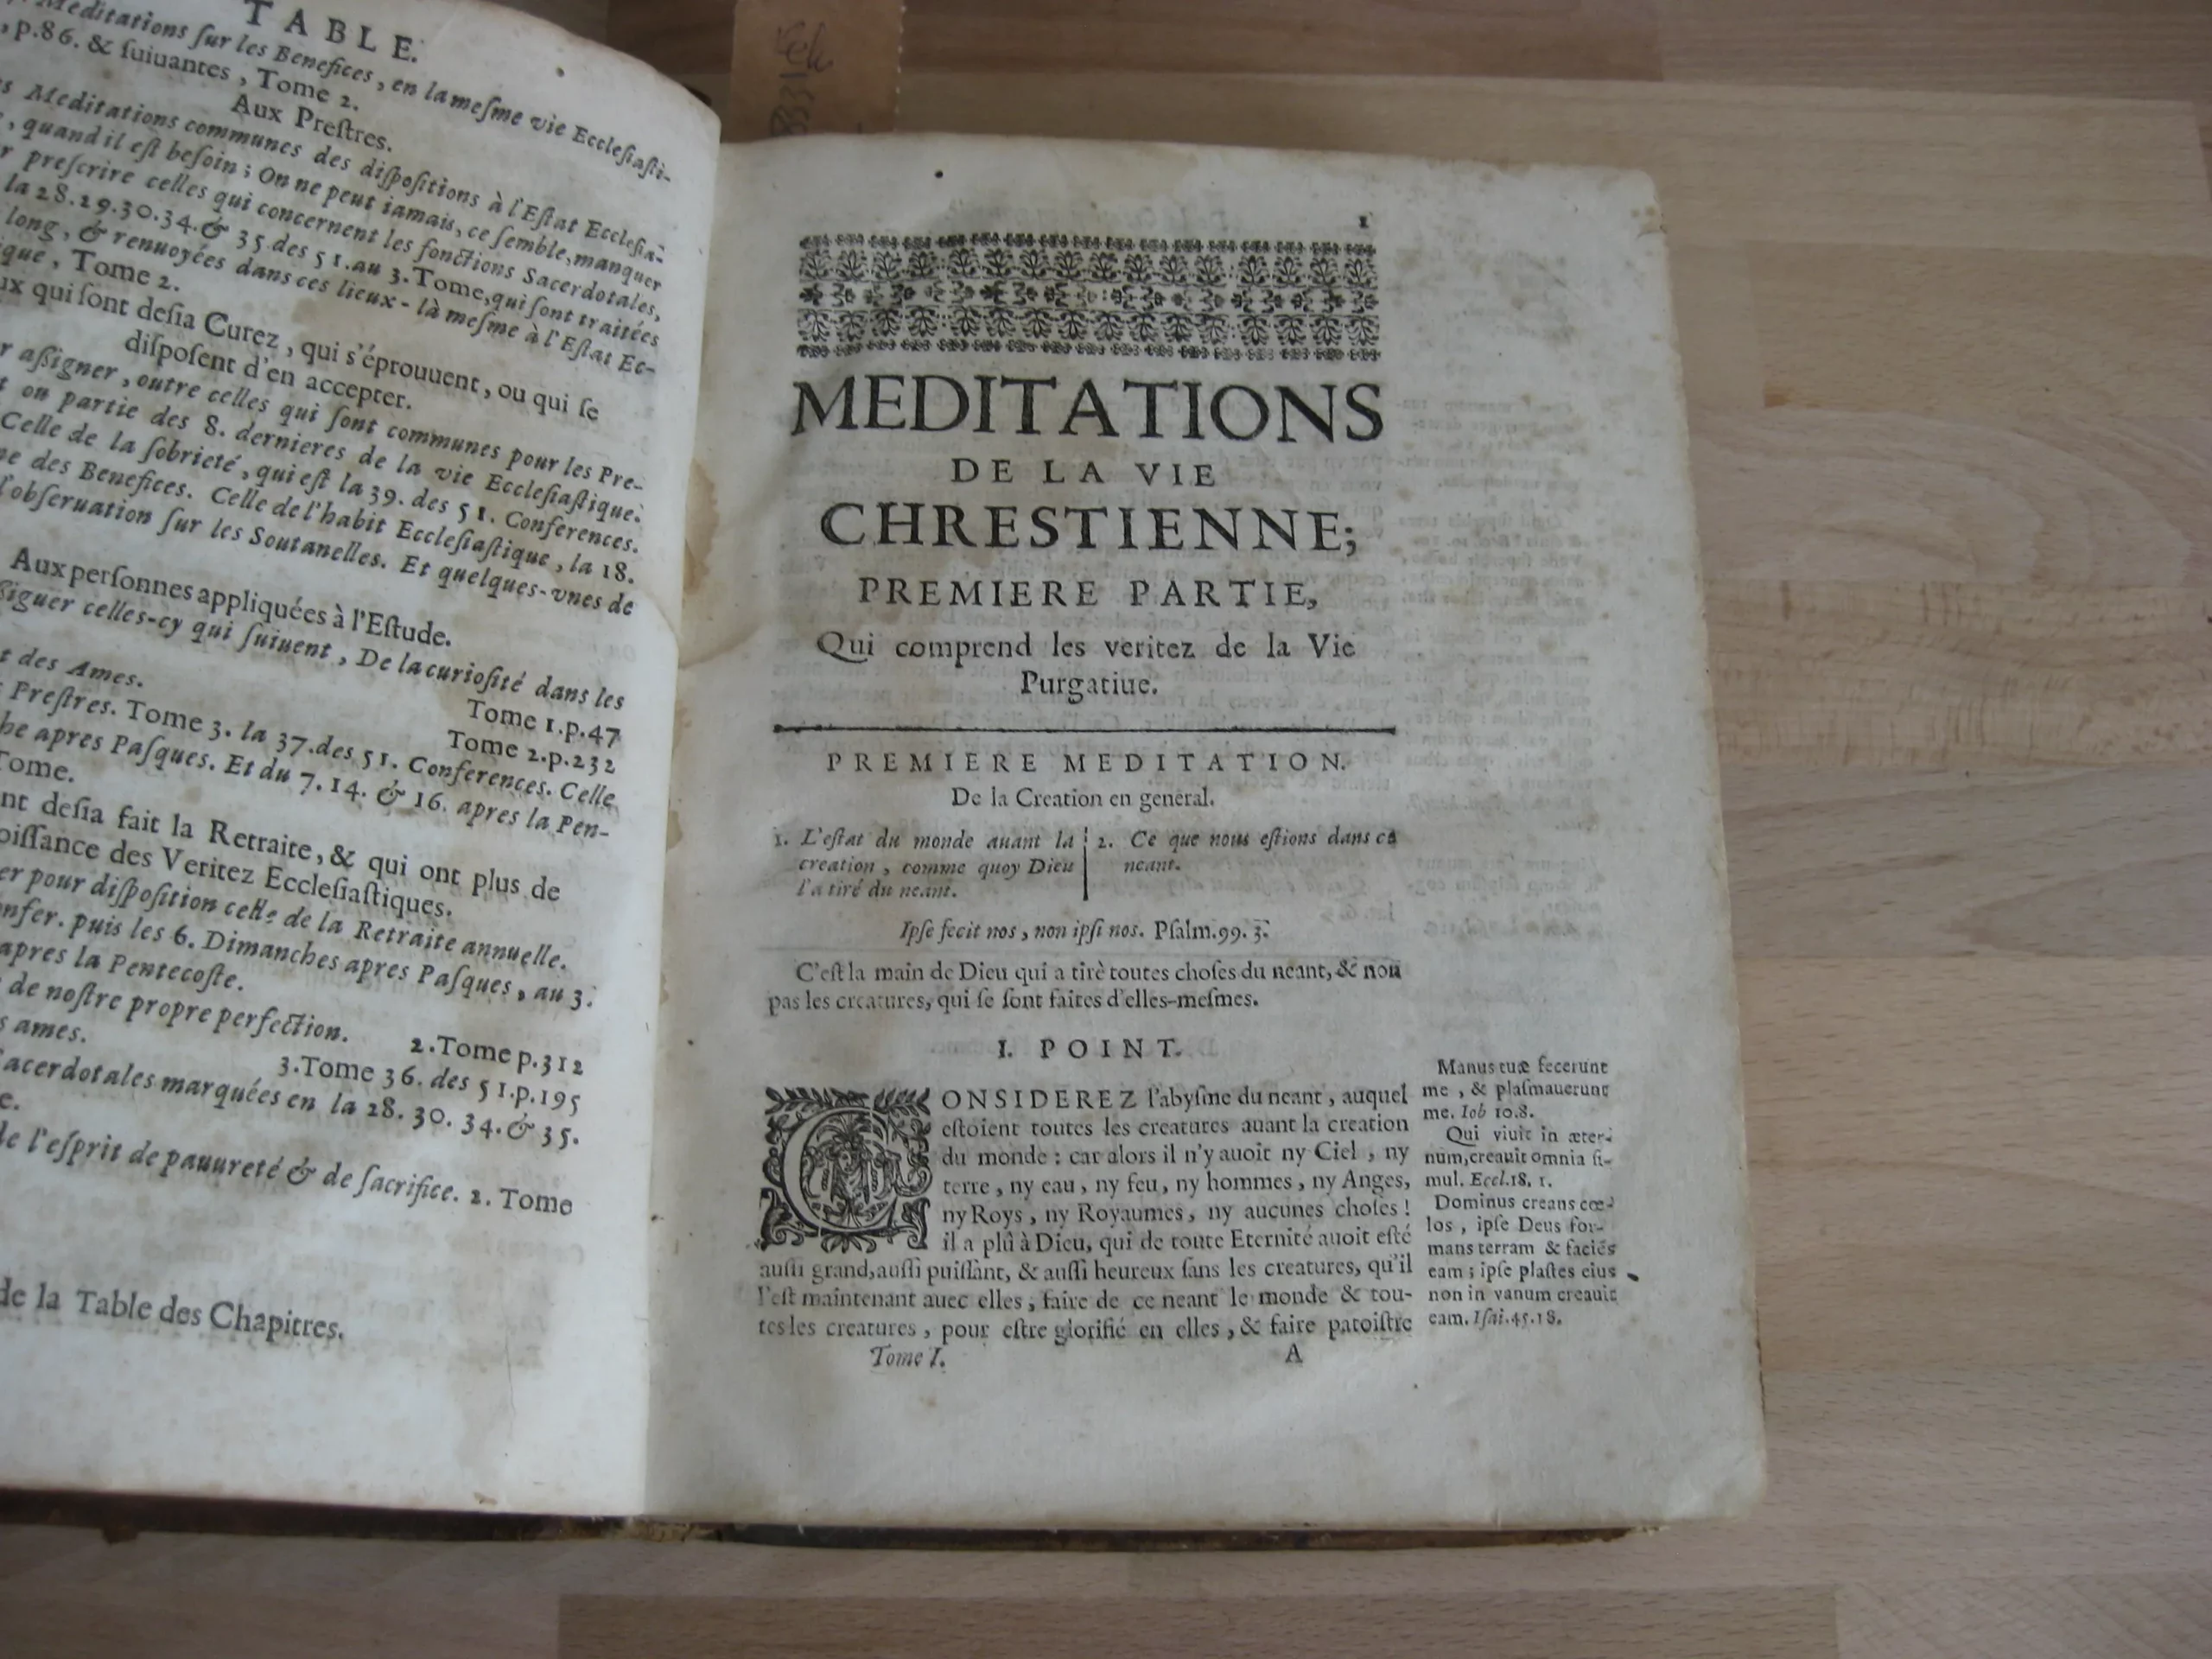 TABLE.
Meditations ſur les Benefices, en la meſme vie Eccleſiaſti-
, p.86. & ſuiuantes, Tome 2.
Aux Preſtres.
Meditations communes des diſpoſitions à l'Eſtat Eccleſia-
, quand il eſt beſoin; On ne peut iamais, ce ſemble, manquer
preſcrire celles qui concernent les fonctions Sacerdotales,
la 28.29.30.34. & 35. des 51. au 3. Tome, qui ſont traitées
long, & renuoyées dans ces lieux-là meſme à l'Eſtat Ec-
que, Tome 2.
ux qui ſont deſia Curez, qui s'éprouuent, ou qui ſe
diſpoſent d'en accepter.
r aſſigner, outre celles qui ſont communes pour les Pre-
ou partie des 8. dernieres de la vie Eccleſiaſtique.
Celle de la ſobrieté, qui eſt la 39. des 51. Conferences.
des Benefices. Celle de l'habit Eccleſiaſtique, la 18.
l'obſeruation ſur les Soutanelles. Et quelques-vnes de
Aux perſonnes appliquées à l'Eſtude.
ſſigner celles-cy qui ſuiuent, De la curioſité dans les
Tome 1.p.47
t des Ames. Tome 2.p.232
Preſtres. Tome 3. la 37. des 51. Conferences. Celle
he apres Paſques. Et du 7. 14. & 16. apres la Pen-
Tome.
nt deſia fait la Retraite, & qui ont plus de
oiſſance des Veritez Eccleſiaſtiques.
er pour diſpoſition celle de la Retraite annuelle.
nfer. puis les 6. Dimanches apres Paſques, au 3.
apres la Pentecoſte.
de noſtre propre perfection. 2.Tome p.312
s ames. 3.Tome 36. des 51.p.195
acerdotales marquées en la 28. 30. 34. & 35.
e.
de l'eſprit de pauureté & de ſacrifice. 2. Tome
de la Table des Chapitres.
1
MEDITATIONS
DE LA VIE
CHRESTIENNE;
PREMIERE PARTIE,
Qui comprend les veritez de la Vie
Purgatiue.
PREMIERE MEDITATION.
De la Creation en general.
1. L'eſtat du monde auant la
creation, comme quoy Dieu
l'a tiré du neant.
2. Ce que nous eſtions dans ce
neant.
Ipſe fecit nos, non ipſi nos. Pſalm.99. 3.
C'eſt la main de Dieu qui a tiré toutes choſes du neant, & non
pas les creatures, qui ſe ſont faites d'elles-meſmes.
I. POINT.
CONSIDEREZ l'abyſme du neant, auquel
eſtoient toutes les creatures auant la creation
du monde : car alors il n'y auoit ny Ciel, ny
terre, ny eau, ny feu, ny hommes, ny Anges,
ny Roys, ny Royaumes, ny aucunes choſes!
il a plû à Dieu, qui de toute Eternité auoit eſté
auſſi grand, auſſi puiſſant, & auſſi heureux ſans les creatures, qu'il
l'eſt maintenant auec elles, faire de ce neant le monde & tou-
tes les creatures, pour eſtre glorifié en elles, & faire paroiſtre
Tome I. A
Manus tuæ fecerunt
me, & plaſmauerunt
me. Iob 10.8.
Qui viuit in æter-
num, creauit omnia ſi-
mul. Eccl.18. 1.
Dominus creans cœ-
los, ipſe Deus for-
mans terram & faciés
eam; ipſe plaſtes eius
non in vanum creauit
eam. Iſai.45.18.